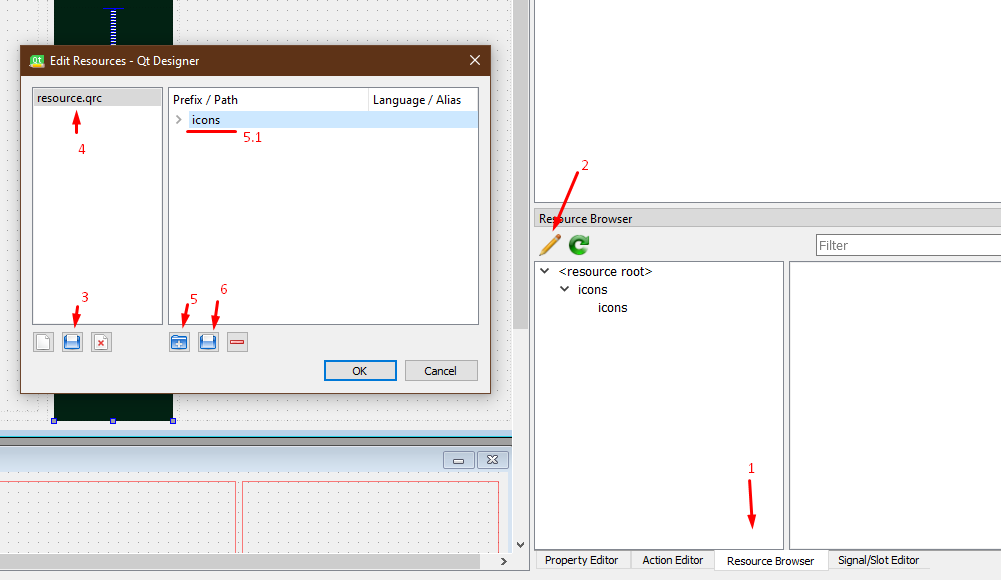 Edit Resources - Qt Designer
resource.qrc
4
Prefix / Path
Language / Alias
icons
5.1
3
5
6
OK
Cancel
2
Resource Browser
Filter
<resource root>
icons
icons
1
Property Editor
Action Editor
Resource Browser
Signal/Slot Editor